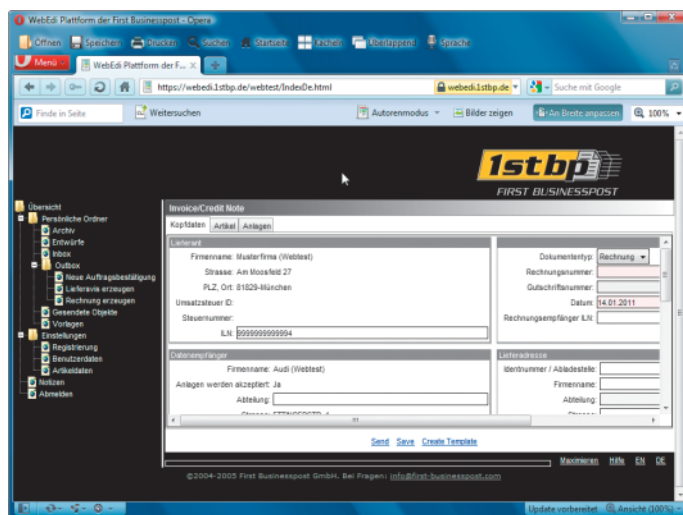 WebEdi Plattform der First Businesspost - Opera
Öffnen Speichern Drucken Suchen Startseite Kacheln Überlappend Sprache
Menü WebEdi Plattform der F...
https://webedi.1stbp.de/webtest/IndexDe.html webedi.1stbp.de Suche mit Google
Finde in Seite Weitersuchen Autorenmodus Bilder zeigen An Breite anpassen 100%
1stbp
FIRST BUSINESSPOST
Übersicht
Persönliche Ordner
Archiv
Entwürfe
Inbox
Outbox
Neue Auftragsbestätigung
Lieferavis erzeugen
Rechnung erzeugen
Gesendete Objekte
Vorlagen
Einstellungen
Registrierung
Benutzerdaten
Artikeldaten
Notizen
Abmelden
Invoice/Credit Note
Kopfdaten Artikel Anlagen
Lieferant
Firmenname: Musterfirma (Webtest)
Strasse: Am Moosfeld 27
PLZ, Ort: 81829-München
Umsatzsteuer ID:
Steuernummer:
ILN: 9999999999994
Dokumententyp: Rechnung
Rechnungsnummer:
Gutschriftsnummer:
Datum: 14.01.2011
Rechnungsempfänger ILN:
Datenempfänger
Firmenname: Audi (Webtest)
Anlagen werden akzeptiert: Ja
Abteilung:
Lieferadresse
Identnummer / Abladestelle:
Firmenname:
Abteilung:
Send Save Create Template
Maximieren Hilfe EN DE
©2004-2005 First Businesspost GmbH. Bei Fragen: info@first-businesspost.com
Update vorbereitet Ansicht (100%)